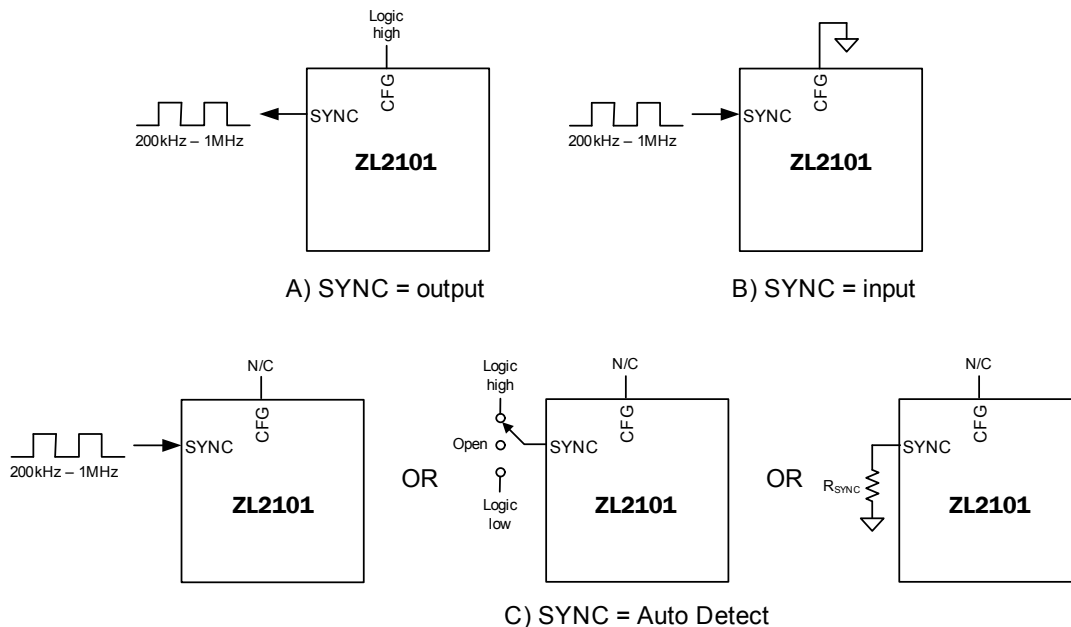 Logic
high
CFG
SYNC
200kHz – 1MHz
ZL2101
A) SYNC = output
CFG
SYNC
200kHz – 1MHz
ZL2101
B) SYNC = input
N/C
CFG
SYNC
200kHz – 1MHz
ZL2101
OR
Logic
high
Open
Logic
low
N/C
CFG
SYNC
ZL2101
OR
N/C
CFG
SYNC
RSYNC
ZL2101
C) SYNC = Auto Detect